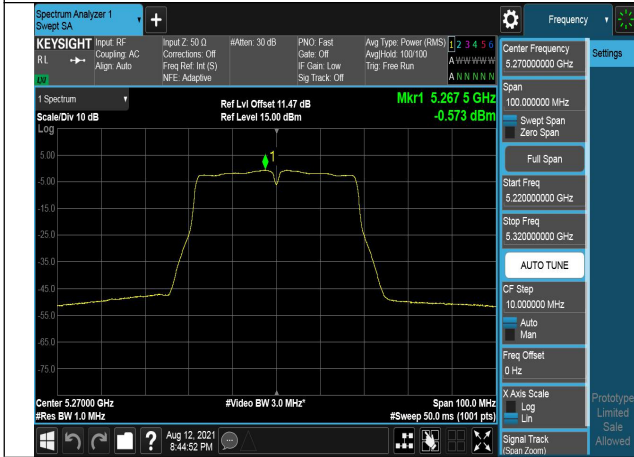 Spectrum Analyzer 1
Swept SA
+
Frequency
KEYSIGHT
RL
Input: RF
Coupling: AC
Align: Auto
Input Z: 50 Ω
Corrections: Off
Freq Ref: Int (S)
NFE: Adaptive
#Atten: 30 dB
PNO: Fast
Gate: Off
IF Gain: Low
Sig Track: Off
Avg Type: Power (RMS)
Avg|Hold: 100/100
Trig: Free Run
1 2 3 4 5 6
A W W W W W
A N N N N N
1 Spectrum
Scale/Div 10 dB
Ref Lvl Offset 11.47 dB
Ref Level 15.00 dBm
Mkr1 5.267 5 GHz
-0.573 dBm
Log
5.00
-5.00
-15.0
-25.0
-35.0
-45.0
-55.0
-65.0
-75.0
1
Center 5.27000 GHz
#Res BW 1.0 MHz
#Video BW 3.0 MHz*
Span 100.0 MHz
#Sweep 50.0 ms (1001 pts)
Aug 12, 2021
8:44:52 PM
Center Frequency
5.270000000 GHz
Settings
Span
100.000000 MHz
Swept Span
Zero Span
Full Span
Start Freq
5.220000000 GHz
Stop Freq
5.320000000 GHz
AUTO TUNE
CF Step
10.000000 MHz
Auto
Man
Freq Offset
0 Hz
X Axis Scale
Log
Lin
Signal Track
(Span Zoom)
Prototype
Limited
Sale
Allowed